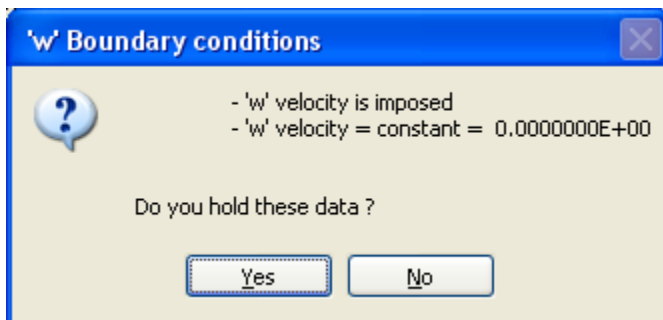 'w' Boundary conditions
- 'w' velocity is imposed
- 'w' velocity = constant = 0.0000000E+00
Do you hold these data ?
Yes No